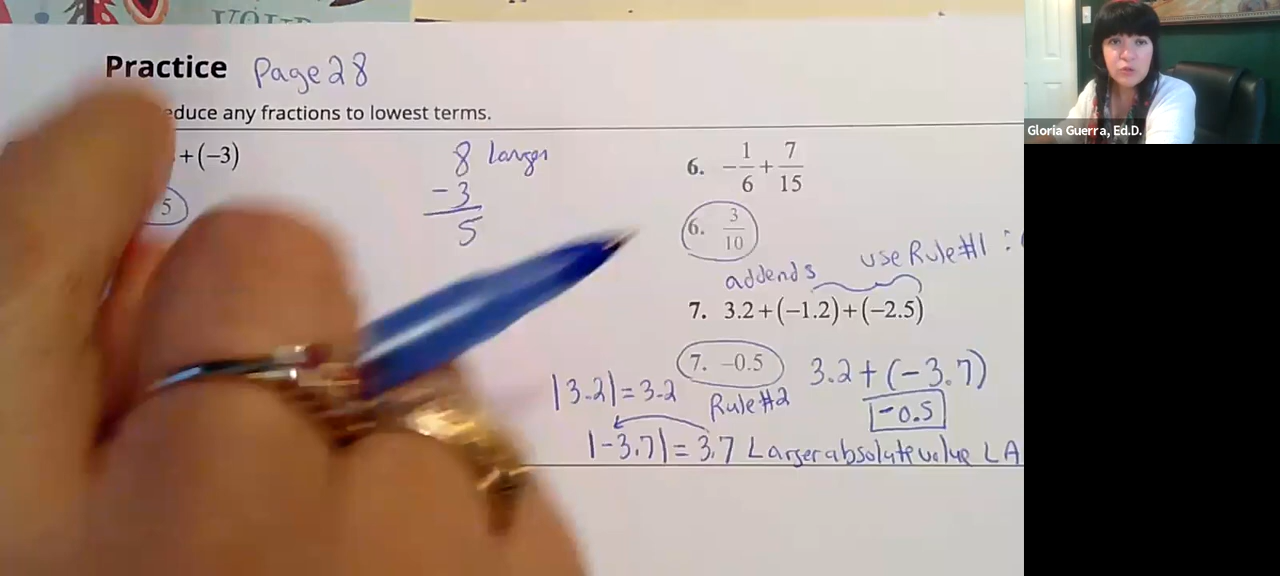 Practice Page 28
educe any fractions to lowest terms.
+(−3)
5
8 Larger
−3
5
6. −1/6 + 7/15
6. 3/10
addends use Rule #1 :
7. 3.2+(−1.2)+(−2.5)
7. −0.5
3.2+(−3.7)
−0.5
|3.2| = 3.2
Rule #2
|−3.7| = 3.7 Larger absolute value LA
Gloria Guerra, Ed.D.